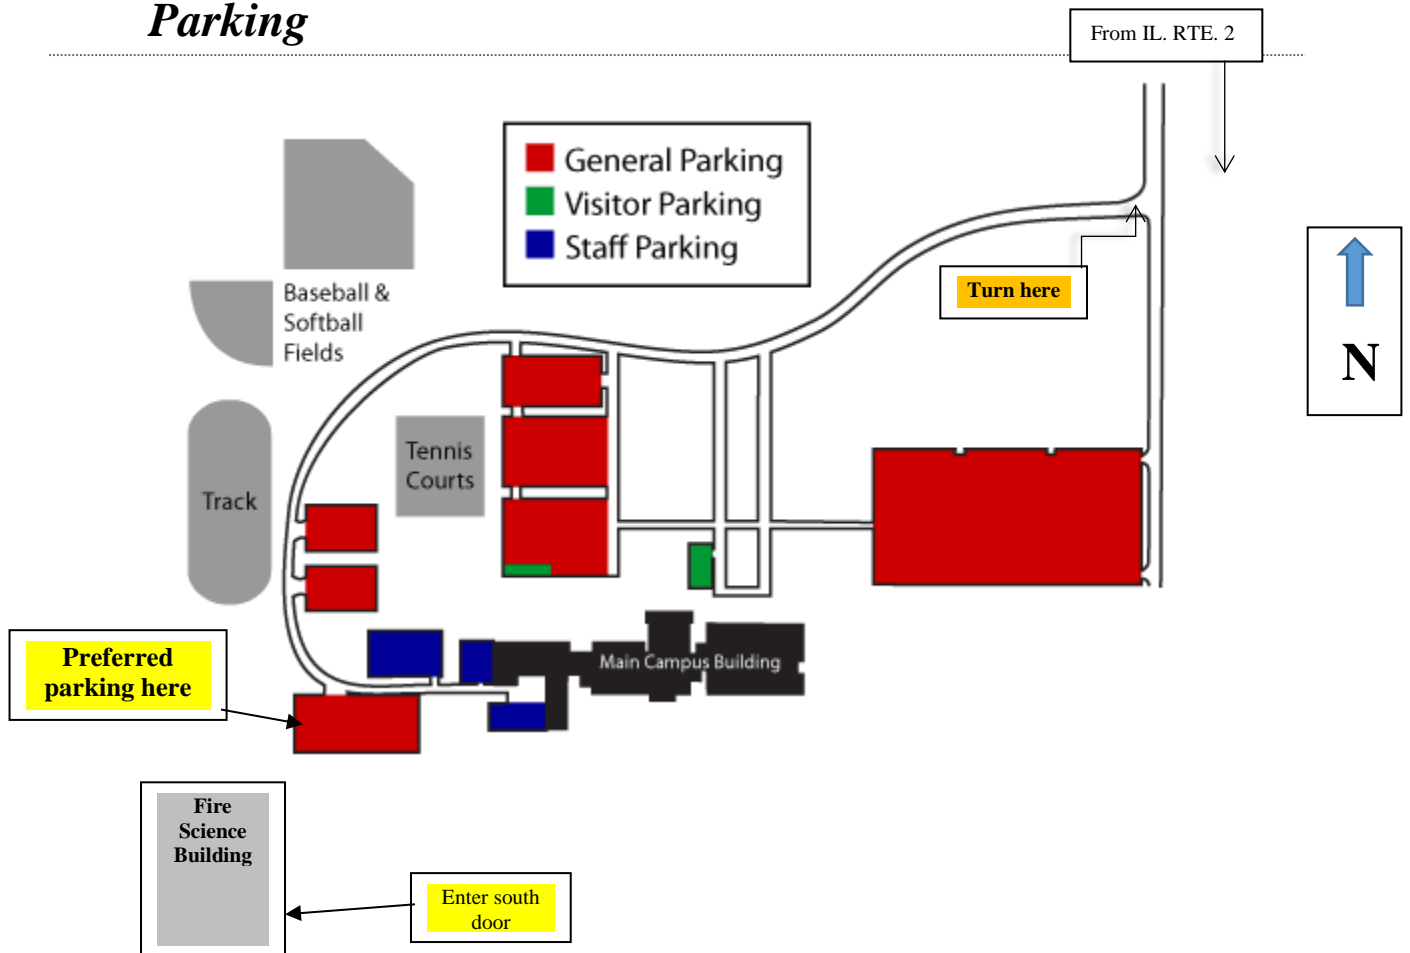 Parking
From IL. RTE. 2
General Parking
Visitor Parking
Staff Parking
Turn here
N
Baseball &
Softball
Fields
Tennis
Courts
Track
Preferred
parking here
Main Campus Building
Fire
Science
Building
Enter south
door